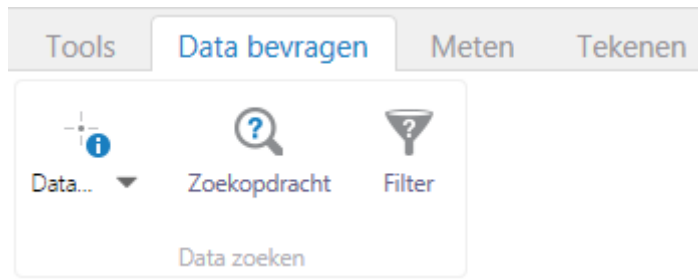 Tools Data bevragen Meten Tekenen
Data... Zoekopdracht Filter
Data zoeken